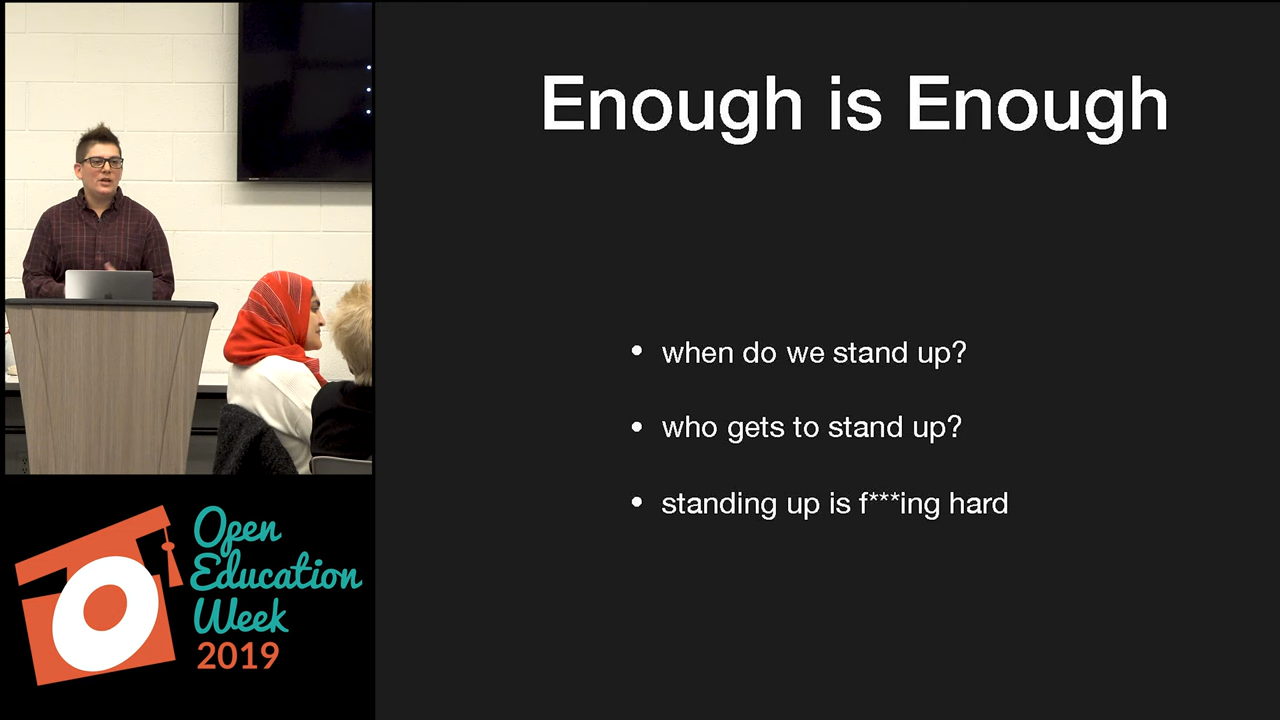 Enough is Enough
• when do we stand up?
• who gets to stand up?
• standing up is f***ing hard
Open
Education
Week
2019